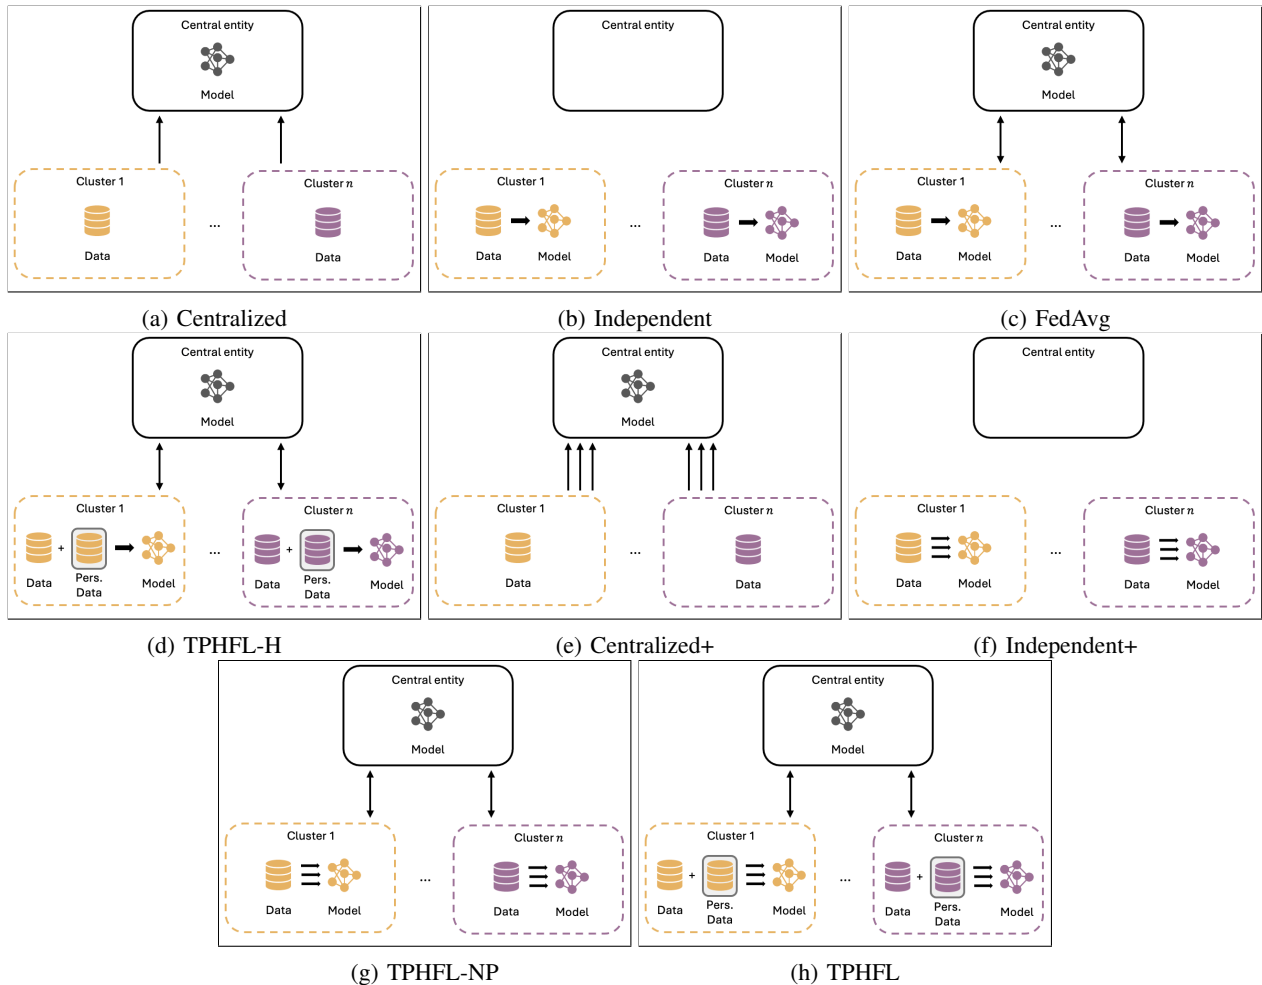 Central entity
Model
Cluster 1
Data
...
Cluster n
Data
(a) Centralized
Central entity
Cluster 1
Data
Model
...
Cluster n
Data
Model
(b) Independent
Central entity
Model
Cluster 1
Data
Model
...
Cluster n
Data
Model
(c) FedAvg
Central entity
Model
Cluster 1
+
Data
Pers.
Data
Model
...
Cluster n
+
Data
Pers.
Data
Model
(d) TPHFL-H
Central entity
Model
Cluster 1
Data
...
Cluster n
Data
(e) Centralized+
Central entity
Cluster 1
Data
Model
...
Cluster n
Data
Model
(f) Independent+
Central entity
Model
Cluster 1
Data
Model
...
Cluster n
Data
Model
(g) TPHFL-NP
Central entity
Model
Cluster 1
+
Data
Pers.
Data
Model
...
Cluster n
+
Data
Pers.
Data
Model
(h) TPHFL